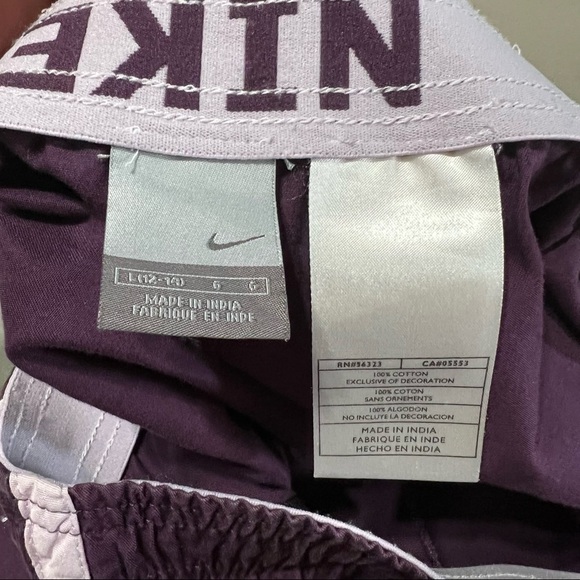 NIKE
L(12-14) G G
MADE IN INDIA
FABRIQUE EN INDE
RN#56323 CA#05553
100% COTTON
EXCLUSIVE OF DECORATION
100% COTON
SANS ORNEMENTS
100% ALGODON
NO INCLUYE LA DECORACION
MADE IN INDIA
FABRIQUE EN INDE
HECHO EN INDIA